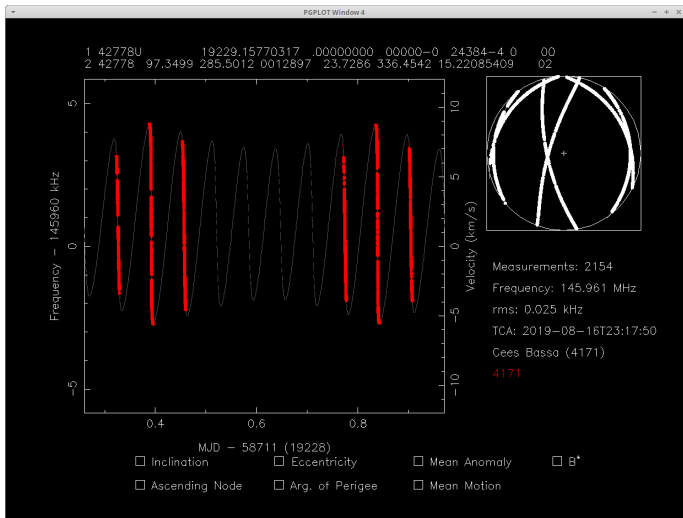 PGPLOT Window 4
1 42778U 19229.15770317 .00000000 00000-0 24384-4 0 00
2 42778 97.3499 285.5012 0012897 23.7286 336.4542 15.22085409 02
5
0
-5
Frequency - 145960 kHz
10
5
0
-5
-10
Velocity (km/s)
0.4
0.6
0.8
MJD - 58711 (19228)
Measurements: 2154
Frequency: 145.961 MHz
rms: 0.025 kHz
TCA: 2019-08-16T23:17:50
Cees Bassa (4171)
4171
Inclination
Eccentricity
Mean Anomaly
B*
Ascending Node
Arg. of Perigee
Mean Motion